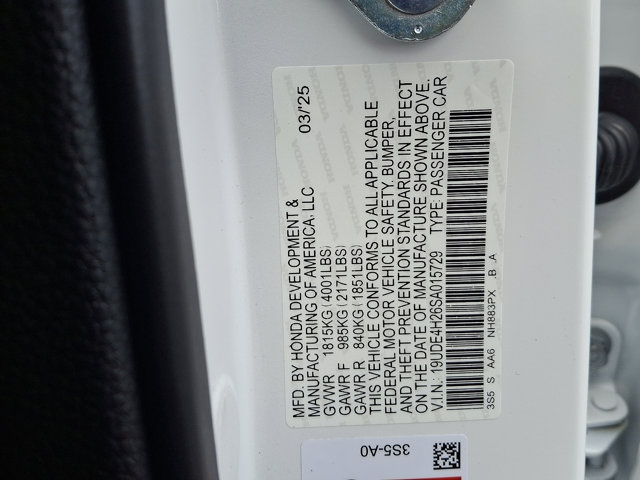 MFD. BY HONDA DEVELOPMENT & 03/'25
MANUFACTURING OF AMERICA, LLC
GVWR 1815KG (4001LBS)
GAWR F 985KG (2171LBS)
GAWR R 840KG (1851LBS)
THIS VEHICLE CONFORMS TO ALL APPLICABLE
FEDERAL MOTOR VEHICLE SAFETY, BUMPER,
AND THEFT PREVENTION STANDARDS IN EFFECT
ON THE DATE OF MANUFACTURE SHOWN ABOVE.
V.I.N.: 19UDE4H26SA015729 TYPE: PASSENGER CAR
3S5 S AA6 NH883PX B A
3S5-A0